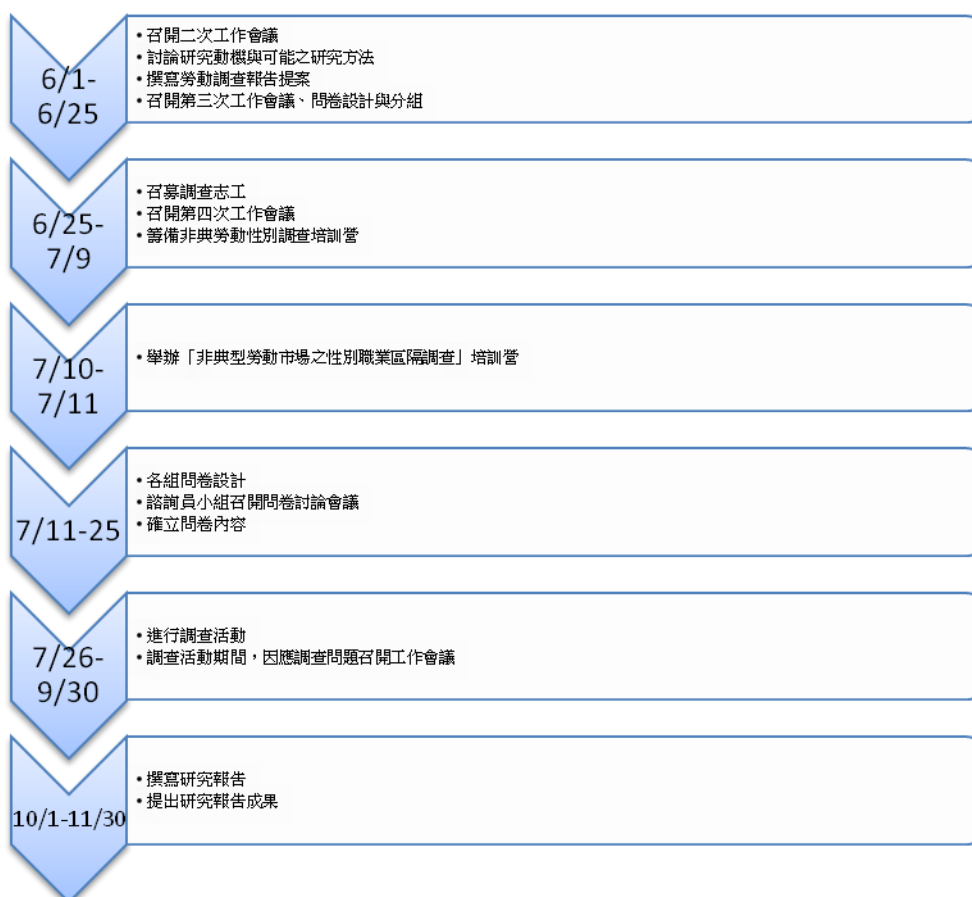 6/1-
6/25
• 召開二次工作會議
• 討論研究動機與可能之研究方法
• 撰寫勞動調查報告提案
• 召開第三次工作會議、問卷設計與分組
6/25-
7/9
• 召募調查志工
• 召開第四次工作會議
• 籌備非典勞動性別調查培訓營
7/10-
7/11
• 舉辦「非典型勞動市場之性別職業區隔調查」培訓營
7/11-25
• 各組問卷設計
• 諮詢員小組召開問卷討論會議
• 確立問卷內容
7/26-
9/30
• 進行調查活動
• 調查活動期間，因應調查問題召開工作會議
10/1-11/30
• 撰寫研究報告
• 提出研究報告成果